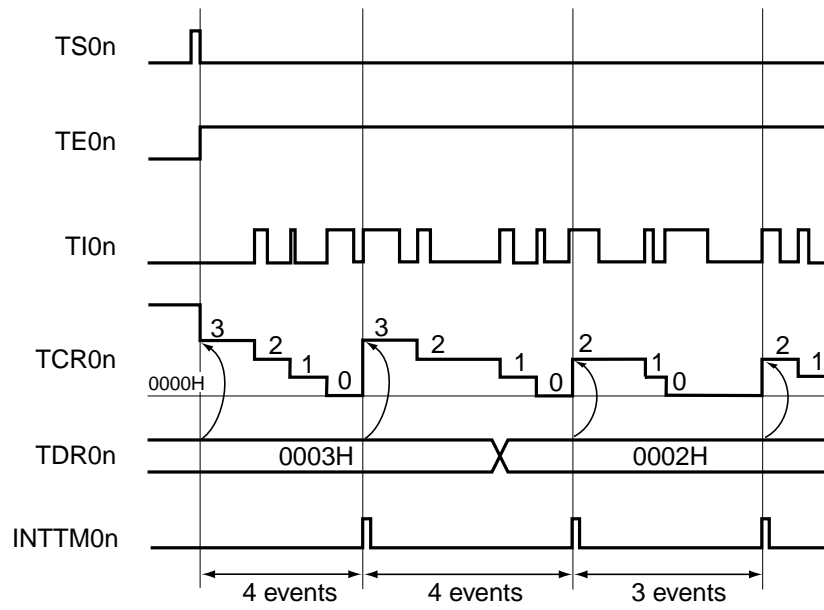 TS0n
TE0n
TI0n
TCR0n
3 2 1 0 3 2 1 0 2 1 0 2 1
0000H
TDR0n 0003H 0002H
INTTM0n
4 events 4 events 3 events